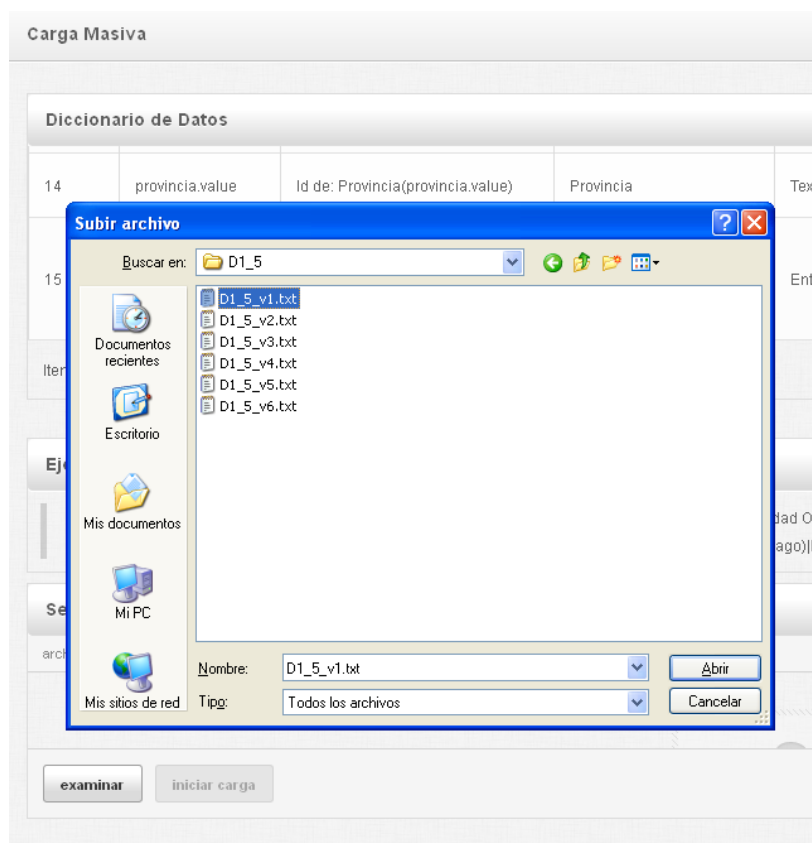 Carga Masiva
Diccionario de Datos
14 provincia.value Id de: Provincia(provincia.value) Provincia Tex
Subir archivo
Buscar en: D1_5
15 Ent
D1_5_v1.txt
D1_5_v2.txt
D1_5_v3.txt
D1_5_v4.txt
D1_5_v5.txt
D1_5_v6.txt
Documentos
recientes
Iter
Escritorio
Eje
Mis documentos
dad O
ago)|
Mi PC
Se
arch
Mis sitios de red
Nombre: D1_5_v1.txt Abrir
Tipo: Todos los archivos Cancelar
examinar iniciar carga